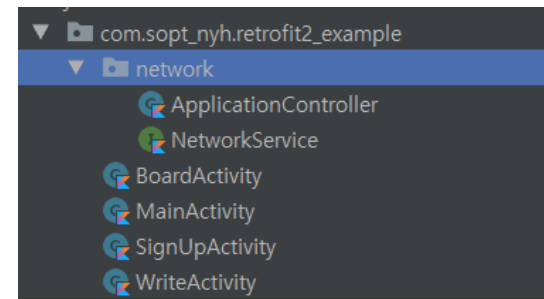 com.sopt_nyh.retrofit2_example
network
ApplicationController
NetworkService
BoardActivity
MainActivity
SignUpActivity
WriteActivity